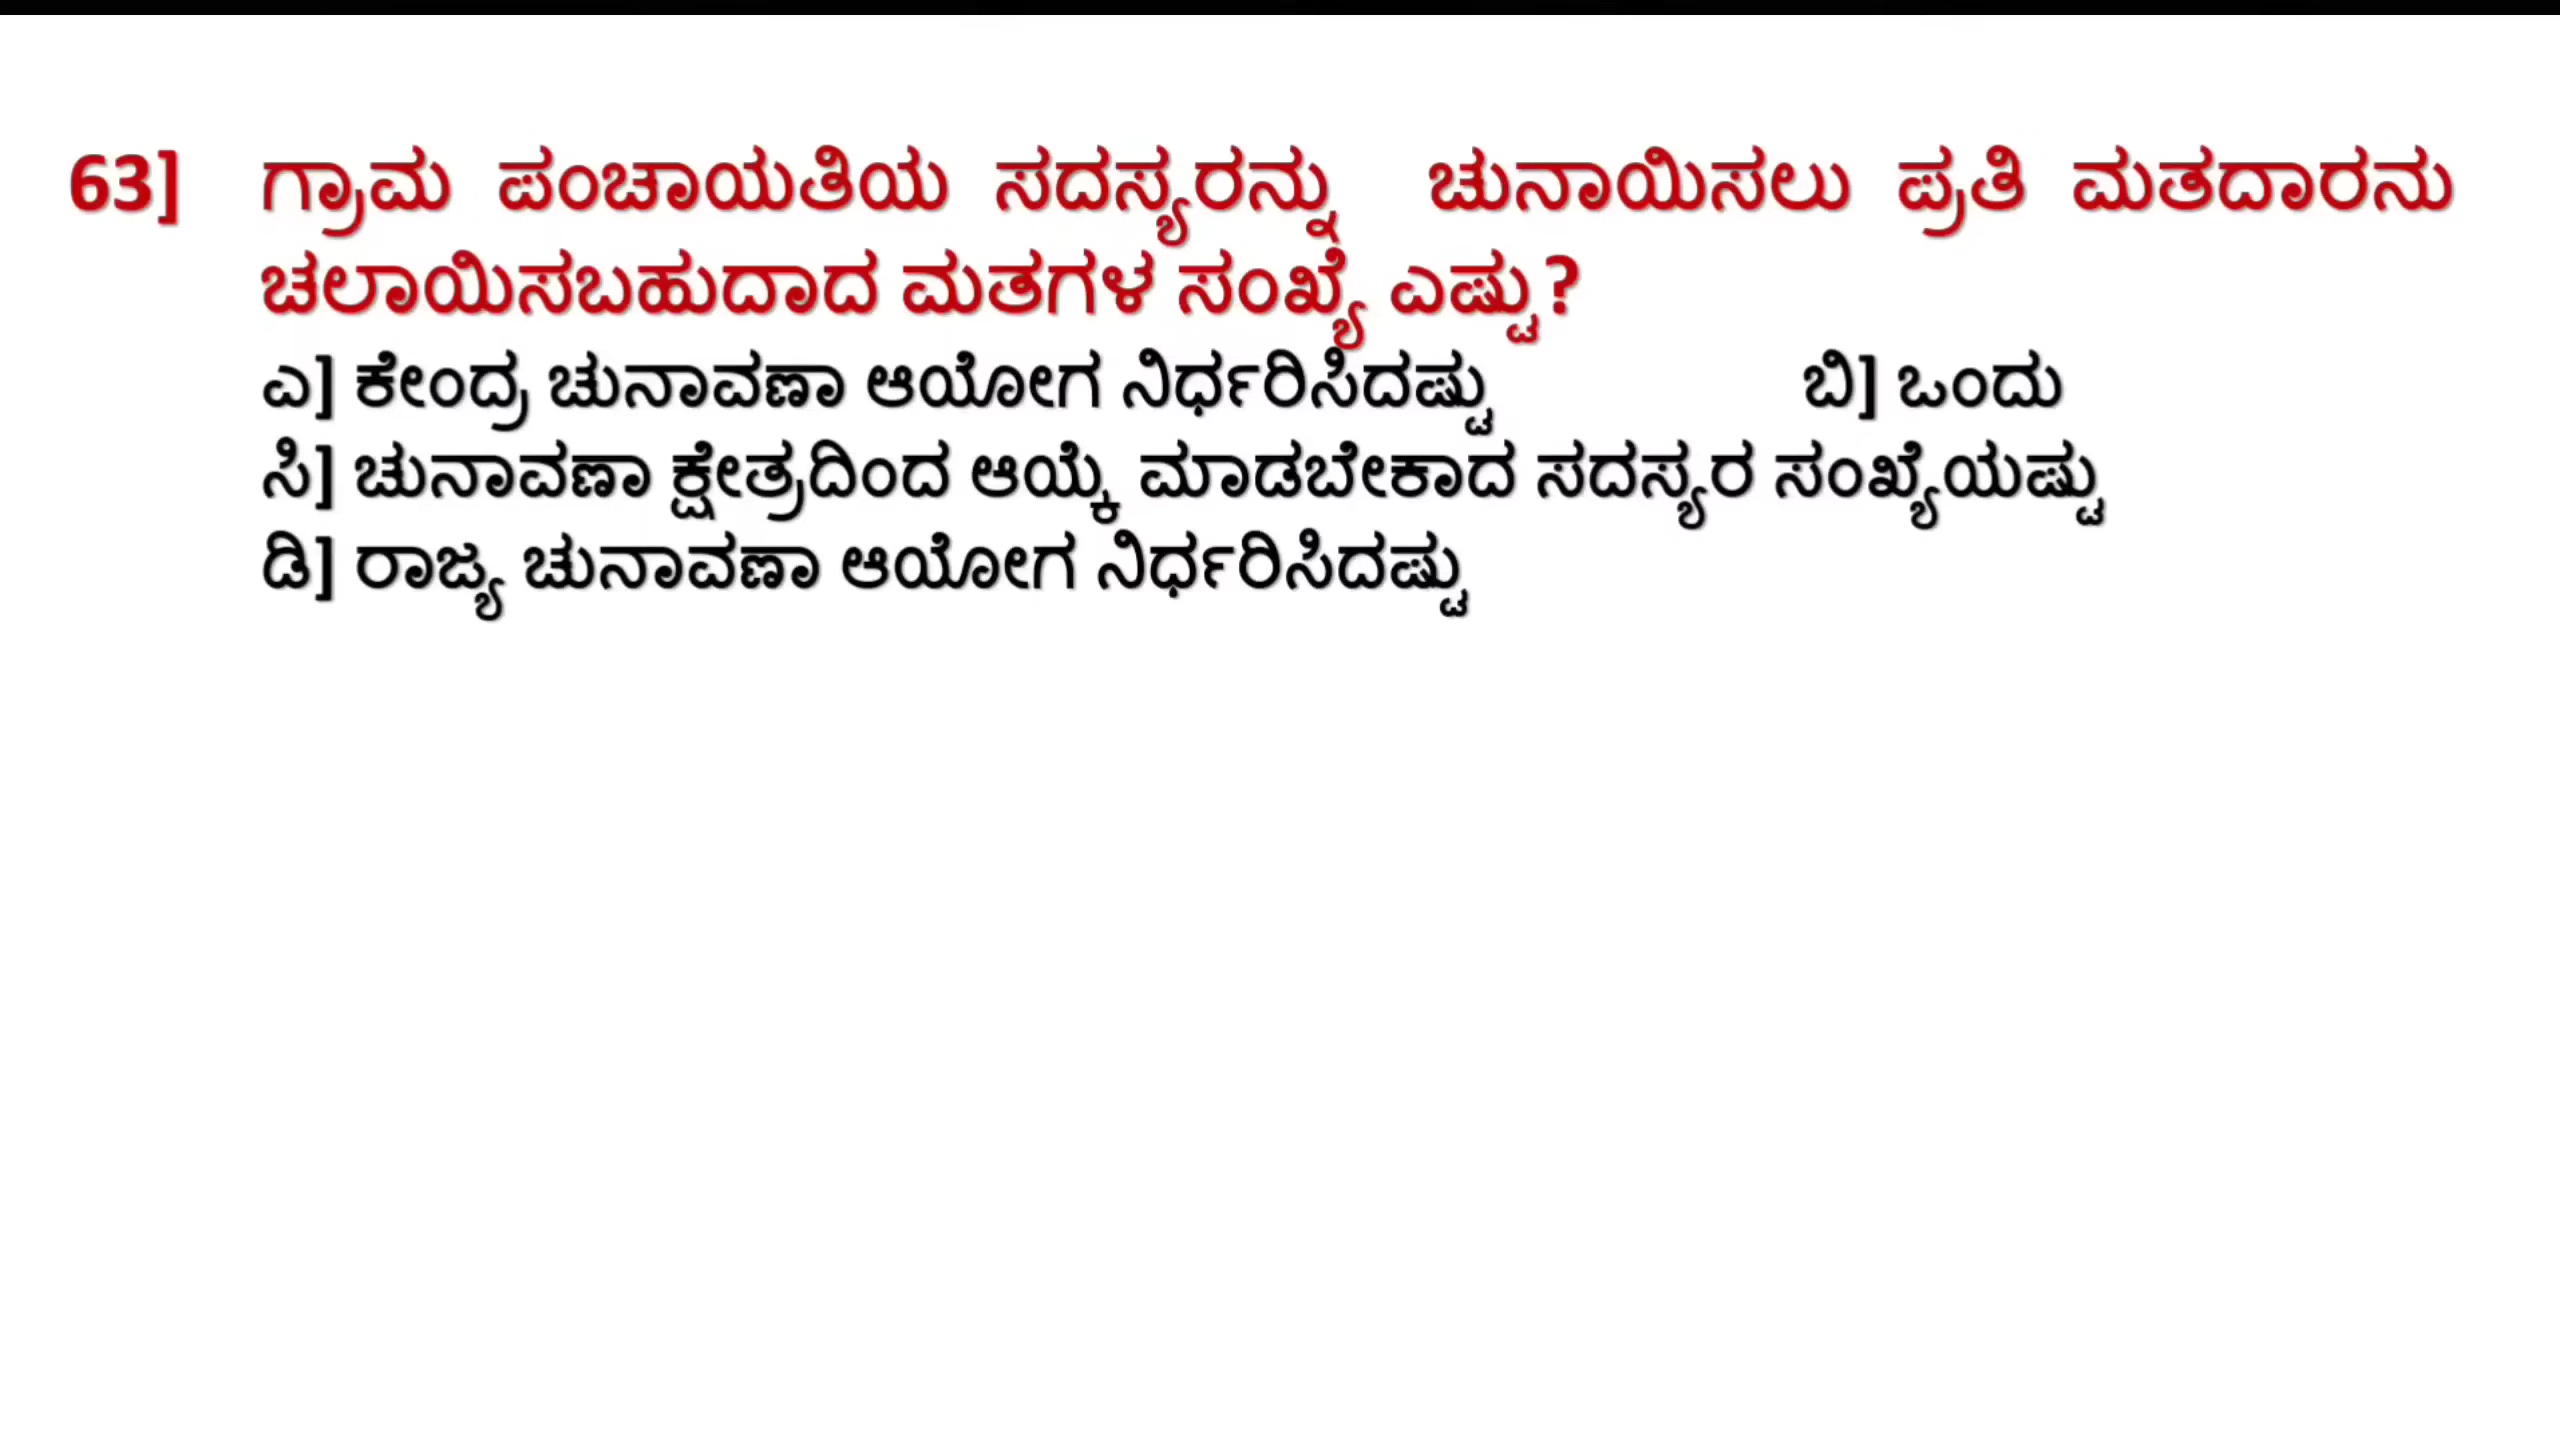 63] ಗ್ರಾಮ ಪಂಚಾಯತಿಯ ಸದಸ್ಯರನ್ನು ಚುನಾಯಿಸಲು ಪ್ರತಿ ಮತದಾರನು
ಚಲಾಯಿಸಬಹುದಾದ ಮತಗಳ ಸಂಖ್ಯೆ ಎಷ್ಟು?
ಎ] ಕೇಂದ್ರ ಚುನಾವಣಾ ಆಯೋಗ ನಿರ್ಧರಿಸಿದಷ್ಟು ಬಿ] ಒಂದು
ಸಿ] ಚುನಾವಣಾ ಕ್ಷೇತ್ರದಿಂದ ಆಯ್ಕೆ ಮಾಡಬೇಕಾದ ಸದಸ್ಯರ ಸಂಖ್ಯೆಯಷ್ಟು
ಡಿ] ರಾಜ್ಯ ಚುನಾವಣಾ ಆಯೋಗ ನಿರ್ಧರಿಸಿದಷ್ಟು